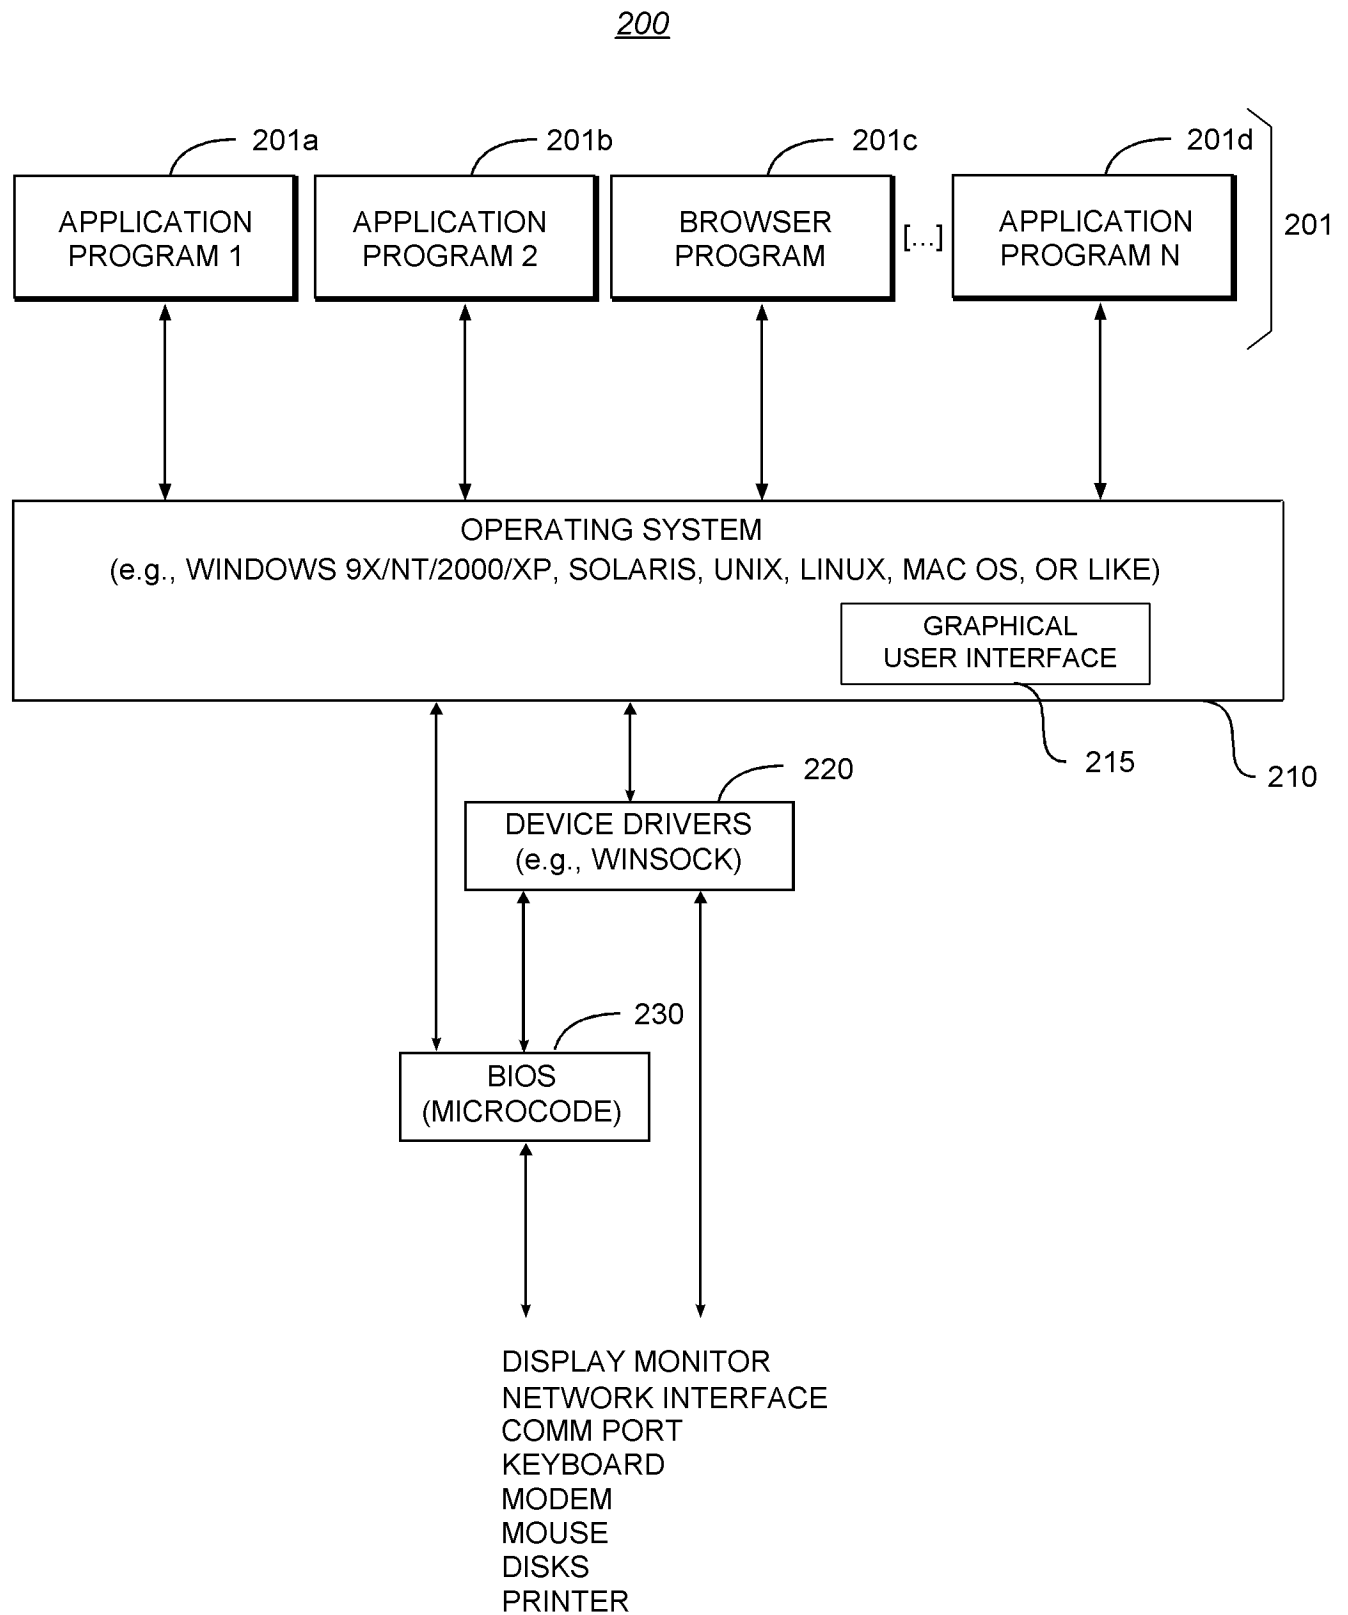 200
201a
201b
201c
201d
APPLICATION
PROGRAM 1
APPLICATION
PROGRAM 2
BROWSER
PROGRAM
[...]
APPLICATION
PROGRAM N
201
OPERATING SYSTEM
(e.g., WINDOWS 9X/NT/2000/XP, SOLARIS, UNIX, LINUX, MAC OS, OR LIKE)
GRAPHICAL
USER INTERFACE
215
210
220
DEVICE DRIVERS
(e.g., WINSOCK)
230
BIOS
(MICROCODE)
DISPLAY MONITOR
NETWORK INTERFACE
COMM PORT
KEYBOARD
MODEM
MOUSE
DISKS
PRINTER